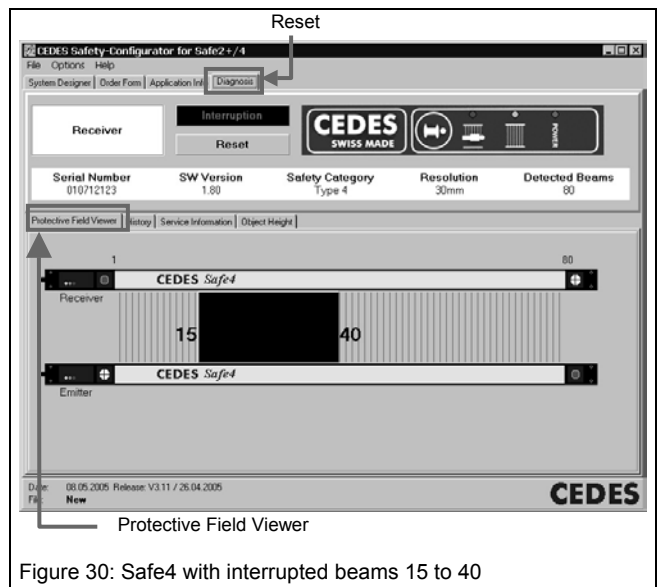 Reset
CEDES Safety-Configurator for Safe2+/4
File Options Help
System Designer Order Form Application Inf Diagnosis
Receiver
Interruption
Reset
CEDES
SWISS MADE
POWER
Serial Number SW Version Safety Category Resolution Detected Beams
010712123 1.80 Type 4 30mm 80
Protective Field Viewer History Service Information Object Height
1 80
CEDES Safe4
Receiver
15 40
CEDES Safe4
Emitter
Date: 08.05.2005 Release: V3.11 / 26.04.2005
File: New
CEDES
Protective Field Viewer
Figure 30: Safe4 with interrupted beams 15 to 40